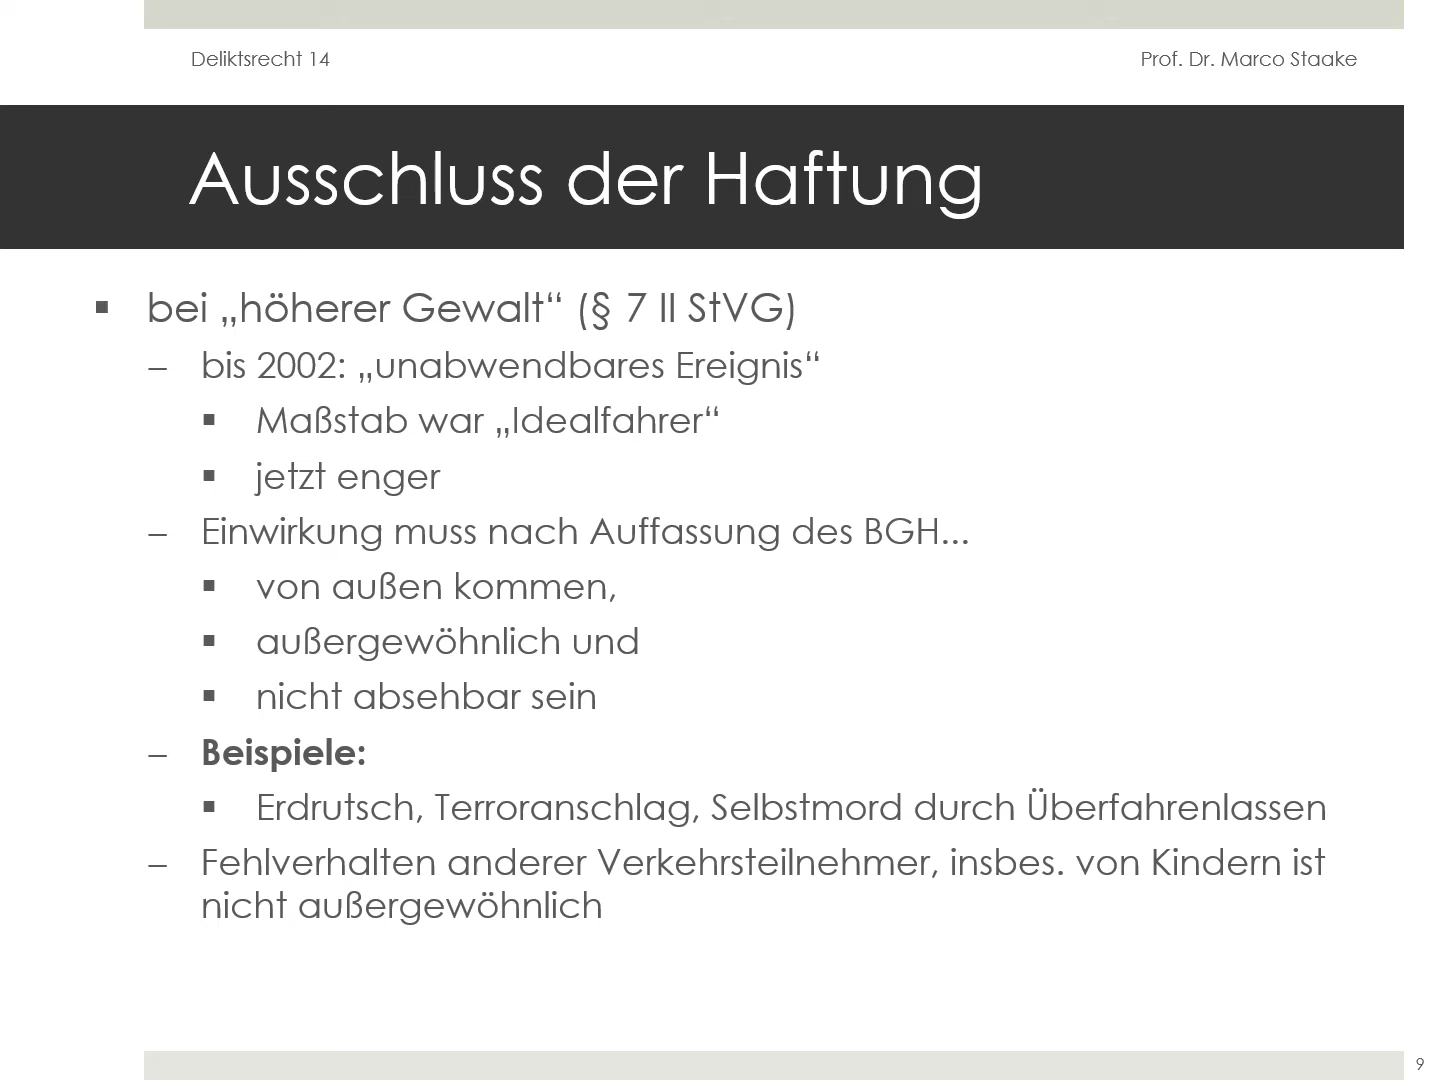 Deliktsrecht 14
Prof. Dr. Marco Staake
Ausschluss der Haftung
▪ bei „höherer Gewalt“ (§ 7 II StVG)
– bis 2002: „unabwendbares Ereignis“
▪ Maßstab war „Idealfahrer“
▪ jetzt enger
– Einwirkung muss nach Auffassung des BGH...
▪ von außen kommen,
▪ außergewöhnlich und
▪ nicht absehbar sein
– Beispiele:
▪ Erdrutsch, Terroranschlag, Selbstmord durch Überfahrenlassen
– Fehlverhalten anderer Verkehrsteilnehmer, insbes. von Kindern ist
nicht außergewöhnlich
9